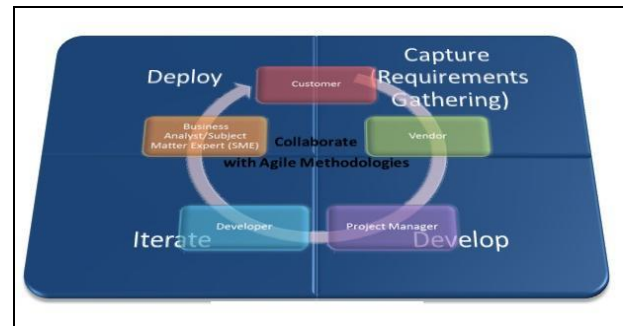 Deploy
Capture
(Requirements
Gathering)
Customer
Business
Analyst/Subject
Matter Expert (SME)
Vendor
Collaborate
with Agile Methodologies
Developer
Project Manager
Iterate
Develop